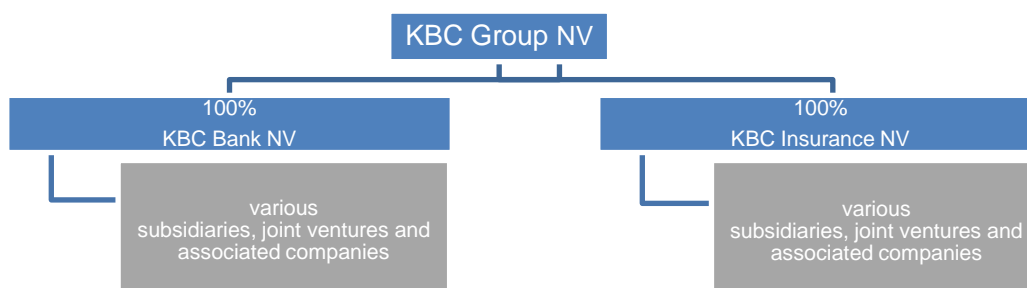 KBC Group NV
100%
KBC Bank NV
various
subsidiaries, joint ventures and
associated companies
100%
KBC Insurance NV
various
subsidiaries, joint ventures and
associated companies